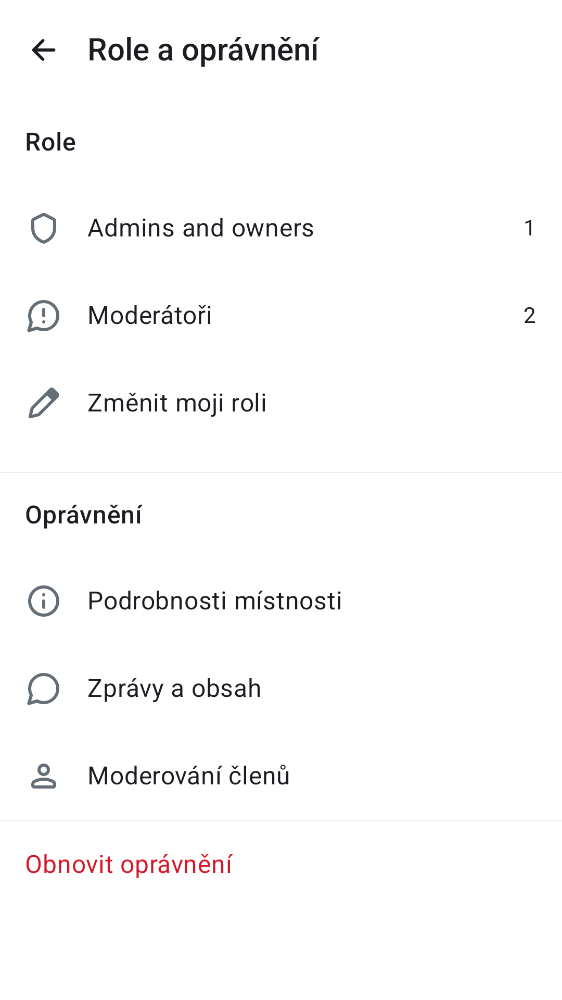 Role a oprávnění
Role
Admins and owners 1
Moderátoři 2
Změnit moji roli
Oprávnění
Podrobnosti místnosti
Zprávy a obsah
Moderování členů
Obnovit oprávnění